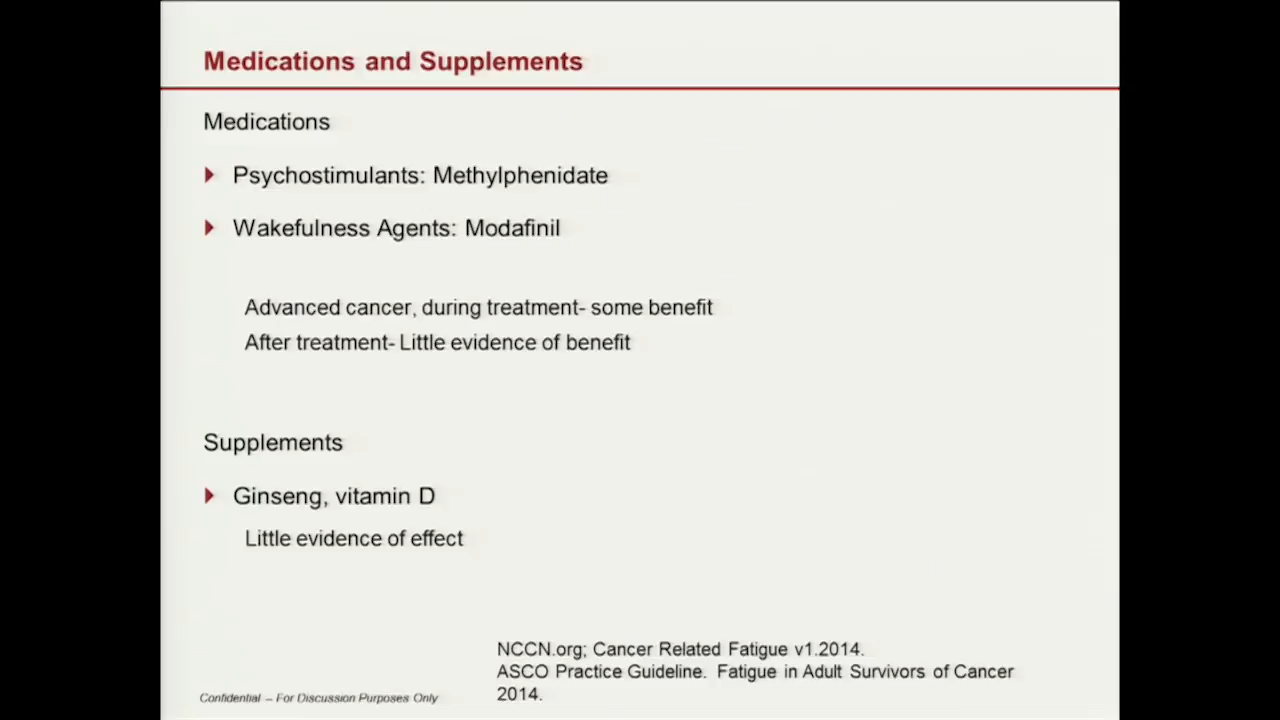 Medications and Supplements
Medications
Psychostimulants: Methylphenidate
Wakefulness Agents: Modafinil
Advanced cancer, during treatment- some benefit
After treatment- Little evidence of benefit
Supplements
Ginseng, vitamin D
Little evidence of effect
NCCN.org; Cancer Related Fatigue v1.2014.
ASCO Practice Guideline. Fatigue in Adult Survivors of Cancer
2014.
Confidential – For Discussion Purposes Only